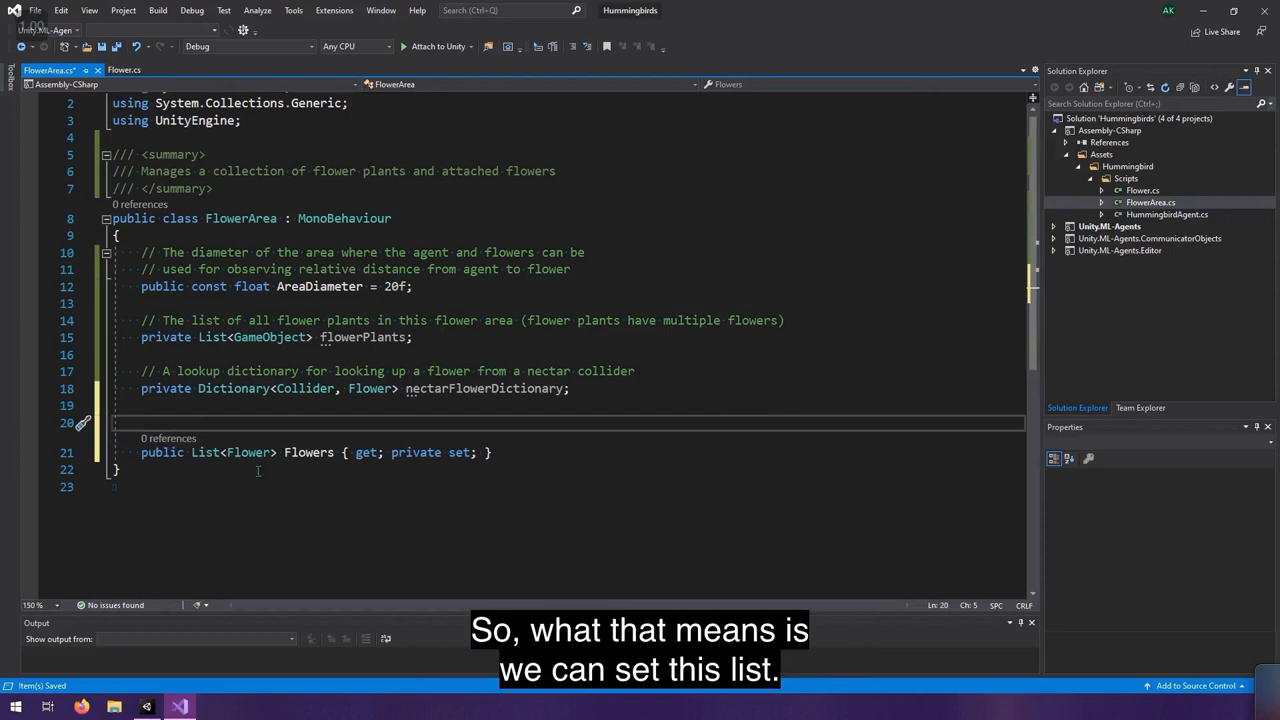 File Edit View Project Build Debug Test Analyze Tools Extensions Window Help Search (Ctrl+Q) Hummingbirds AK
1.00
Unity.ML-Agen Live Share
Debug Any CPU Attach to Unity
Toolbox
FlowerArea.cs* Flower.cs
Assembly-CSharp FlowerArea Flowers
2 using System.Collections.Generic;
3 using UnityEngine;
4
5 /// <summary>
6 /// Manages a collection of flower plants and attached flowers
7 /// </summary>
0 references
8 public class FlowerArea : MonoBehaviour
9 {
10 // The diameter of the area where the agent and flowers can be
11 // used for observing relative distance from agent to flower
12 public const float AreaDiameter = 20f;
13
14 // The list of all flower plants in this flower area (flower plants have multiple flowers)
15 private List<GameObject> flowerPlants;
16
17 // A lookup dictionary for looking up a flower from a nectar collider
18 private Dictionary<Collider, Flower> nectarFlowerDictionary;
19
20
0 references
21 public List<Flower> Flowers { get; private set; }
22 }
23
150 % No issues found Ln: 20 Ch: 5 SPC CRLF
Output
Show output from:
Solution Explorer
Search Solution Explorer (Ctrl+;)
Solution 'Hummingbirds' (4 of 4 projects)
Assembly-CSharp
References
Assets
Hummingbird
Scripts
Flower.cs
FlowerArea.cs
HummingbirdAgent.cs
Unity.ML-Agents
Unity.ML-Agents.CommunicatorObjects
Unity.ML-Agents.Editor
Solution Explorer Team Explorer
Properties
So, what that means is
we can set this list.
Item(s) Saved Add to Source Control